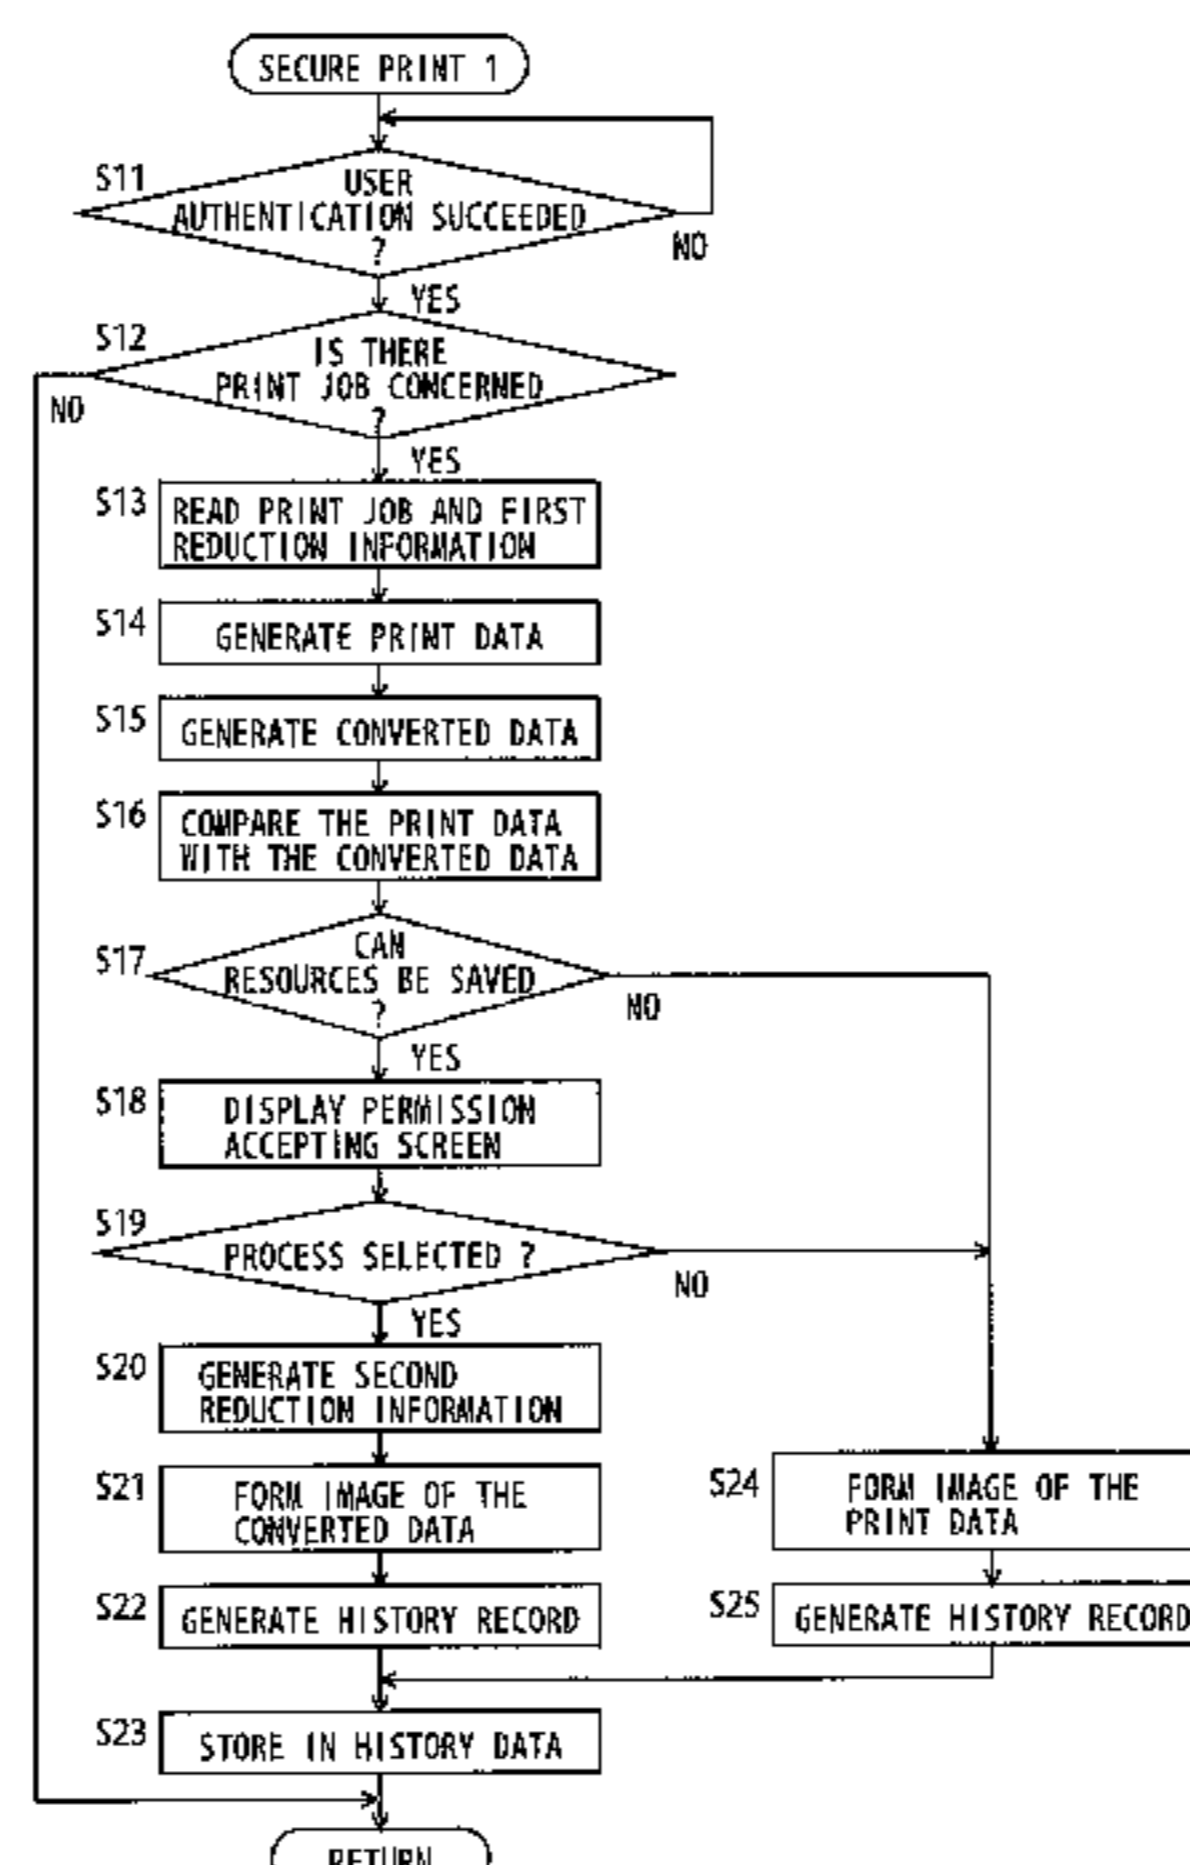 SECURE PRINT 1
S11
USER
AUTHENTICATION SUCCEEDED
?
NO
YES
S12
IS THERE
PRINT JOB CONCERNED
?
NO
YES
S13
READ PRINT JOB AND FIRST
REDUCTION INFORMATION
S14
GENERATE PRINT DATA
S15
GENERATE CONVERTED DATA
S16
COMPARE THE PRINT DATA
WITH THE CONVERTED DATA
S17
CAN
RESOURCES BE SAVED
?
NO
YES
S18
DISPLAY PERMISSION
ACCEPTING SCREEN
S19
PROCESS SELECTED ?
NO
YES
S20
GENERATE SECOND
REDUCTION INFORMATION
S21
FORM IMAGE OF THE
CONVERTED DATA
S24
FORM IMAGE OF THE
PRINT DATA
S22
GENERATE HISTORY RECORD
S25
GENERATE HISTORY RECORD
S23
STORE IN HISTORY DATA
RETURN